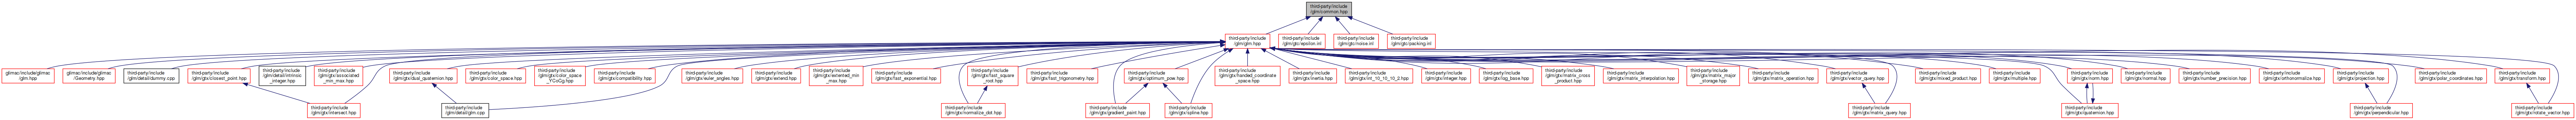 third-party/include
/glm/common.hpp
third-party/include
/glm/glm.hpp
third-party/include
/glm/gtc/epsilon.inl
third-party/include
/glm/gtc/noise.inl
third-party/include
/glm/gtc/packing.inl
glimac/include/glimac
/glm.hpp
glimac/include/glimac
/Geometry.hpp
third-party/include
/glm/detail/dummy.cpp
third-party/include
/glm/gtx/closest_point.hpp
third-party/include
/glm/detail/intrinsic
_integer.hpp
third-party/include
/glm/gtx/associated
_min_max.hpp
third-party/include
/glm/gtx/dual_quaternion.hpp
third-party/include
/glm/gtx/color_space.hpp
third-party/include
/glm/gtx/color_space
_YCoCg.hpp
third-party/include
/glm/gtx/compatibility.hpp
third-party/include
/glm/gtx/euler_angles.hpp
third-party/include
/glm/gtx/extend.hpp
third-party/include
/glm/gtx/extented_min
_max.hpp
third-party/include
/glm/gtx/fast_exponential.hpp
third-party/include
/glm/gtx/fast_square
_root.hpp
third-party/include
/glm/gtx/fast_trigonometry.hpp
third-party/include
/glm/gtx/optimum_pow.hpp
third-party/include
/glm/gtx/handed_coordinate
_space.hpp
third-party/include
/glm/gtx/inertia.hpp
third-party/include
/glm/gtx/int_10_10_10_2.hpp
third-party/include
/glm/gtx/integer.hpp
third-party/include
/glm/gtx/log_base.hpp
third-party/include
/glm/gtx/matrix_cross
_product.hpp
third-party/include
/glm/gtx/matrix_interpolation.hpp
third-party/include
/glm/gtx/matrix_major
_storage.hpp
third-party/include
/glm/gtx/matrix_operation.hpp
third-party/include
/glm/gtx/vector_query.hpp
third-party/include
/glm/gtx/mixed_product.hpp
third-party/include
/glm/gtx/multiple.hpp
third-party/include
/glm/gtx/norm.hpp
third-party/include
/glm/gtx/normal.hpp
third-party/include
/glm/gtx/number_precision.hpp
third-party/include
/glm/gtx/orthonormalize.hpp
third-party/include
/glm/gtx/projection.hpp
third-party/include
/glm/gtx/polar_coordinates.hpp
third-party/include
/glm/gtx/transform.hpp
third-party/include
/glm/gtx/intersect.hpp
third-party/include
/glm/detail/glm.cpp
third-party/include
/glm/gtx/normalize_dot.hpp
third-party/include
/glm/gtx/gradient_paint.hpp
third-party/include
/glm/gtx/spline.hpp
third-party/include
/glm/gtx/matrix_query.hpp
third-party/include
/glm/gtx/quaternion.hpp
third-party/include
/glm/gtx/perpendicular.hpp
third-party/include
/glm/gtx/rotate_vector.hpp